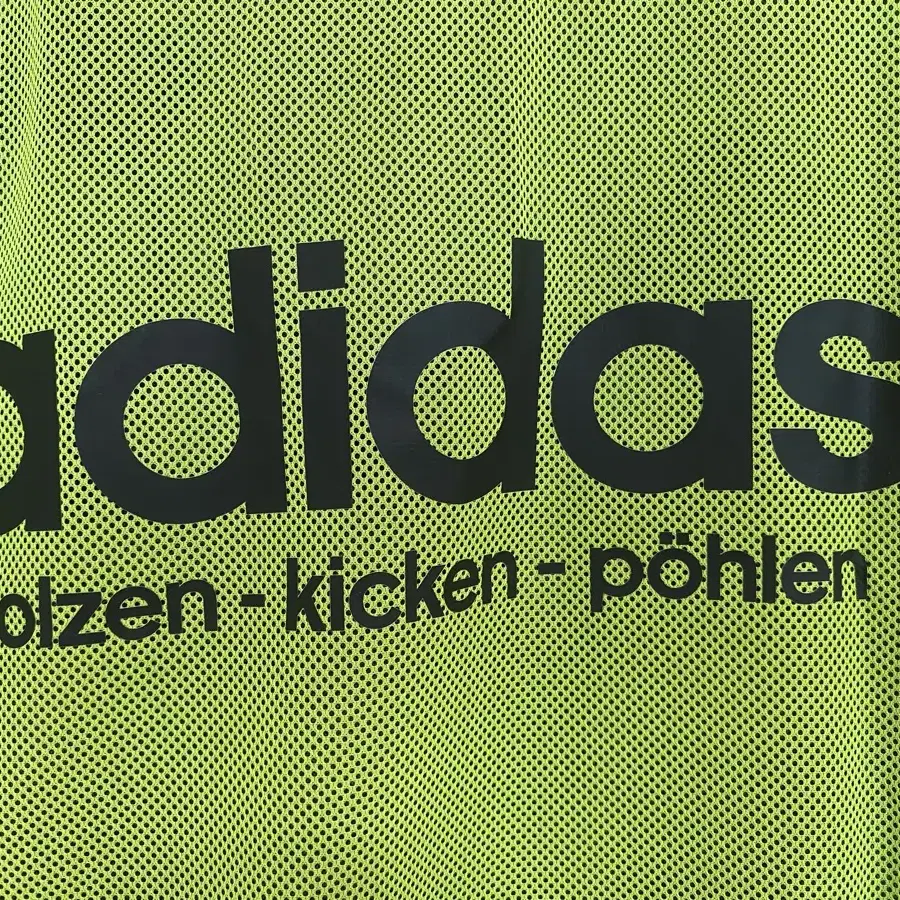 adidas
olzen - kicken - pöhlen